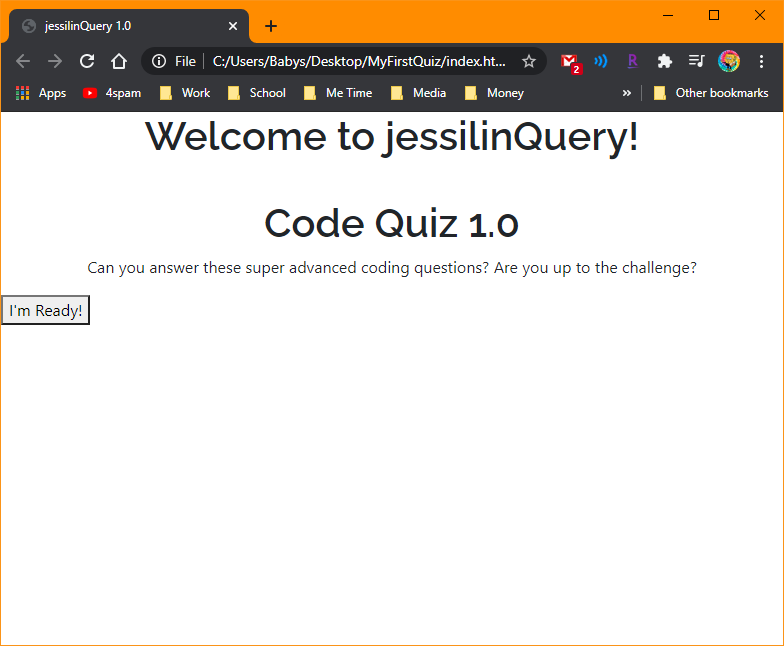 jessilinQuery 1.0
File C:/Users/Babys/Desktop/MyFirstQuiz/index.ht... R 2
Apps 4spam Work School Me Time Media Money » Other bookmarks
Welcome to jessilinQuery!
Code Quiz 1.0
Can you answer these super advanced coding questions? Are you up to the challenge?
I'm Ready!